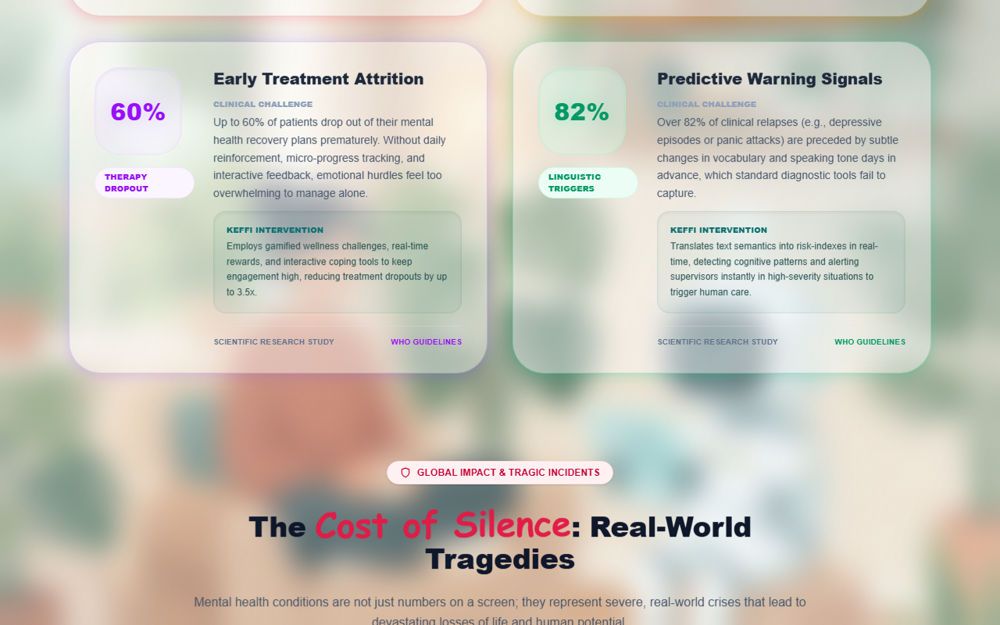 60%
THERAPY
DROPOUT
Early Treatment Attrition
CLINICAL CHALLENGE
Up to 60% of patients drop out of their mental
health recovery plans prematurely. Without daily
reinforcement, micro-progress tracking, and
interactive feedback, emotional hurdles feel too
overwhelming to manage alone.
KEFFI INTERVENTION
Employs gamified wellness challenges, real-time
rewards, and interactive coping tools to keep
engagement high, reducing treatment dropouts by up
to 3.5x.
SCIENTIFIC RESEARCH STUDY
WHO GUIDELINES
82%
LINGUISTIC
TRIGGERS
Predictive Warning Signals
CLINICAL CHALLENGE
Over 82% of clinical relapses (e.g., depressive
episodes or panic attacks) are preceded by subtle
changes in vocabulary and speaking tone days in
advance, which standard diagnostic tools fail to
capture.
KEFFI INTERVENTION
Translates text semantics into risk-indexes in real-
time, detecting cognitive patterns and alerting
supervisors instantly in high-severity situations to
trigger human care.
SCIENTIFIC RESEARCH STUDY
WHO GUIDELINES
GLOBAL IMPACT & TRAGIC INCIDENTS
The Cost of Silence: Real-World
Tragedies
Mental health conditions are not just numbers on a screen; they represent severe, real-world crises that lead to
devastating losses of life and human potential.